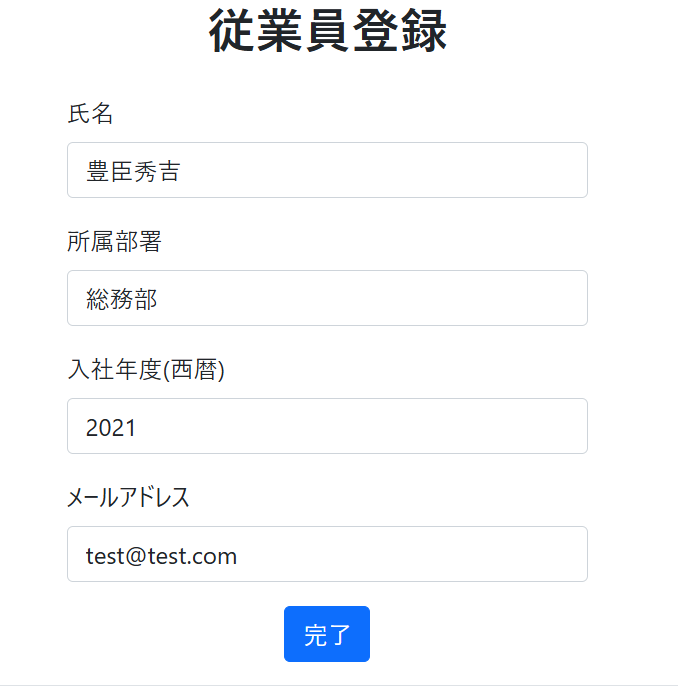 従業員登録
氏名
豊臣秀吉
所属部署
総務部
入社年度(西暦)
2021
メールアドレス
test@test.com
完了